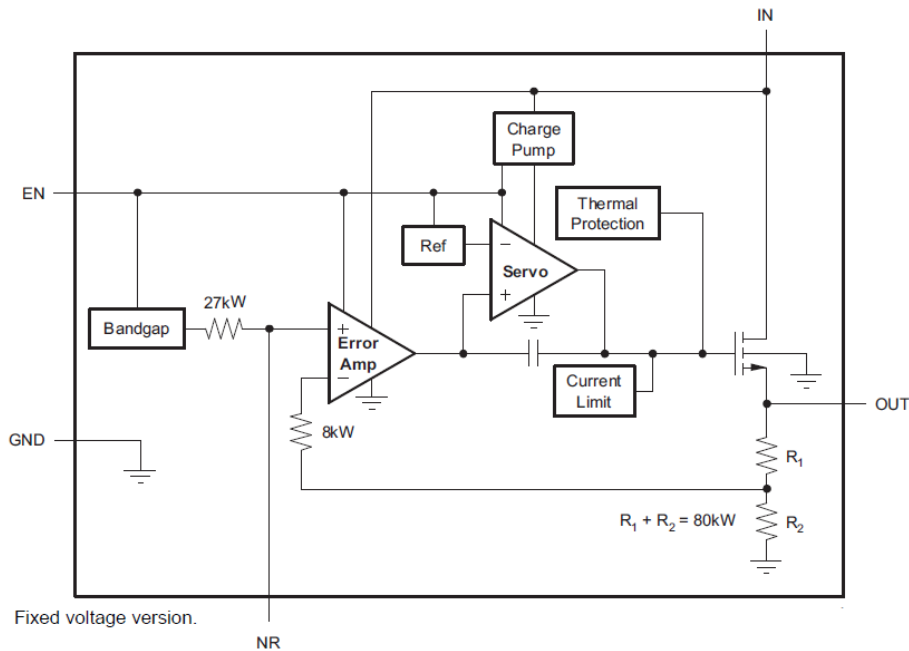 IN
Charge
Pump
EN
Thermal
Protection
Ref
−
Servo
+
27kW
Bandgap
+
Error
Amp
−
Current
Limit
OUT
8kW
GND
R1
R1 + R2 = 80kW
R2
Fixed voltage version.
NR